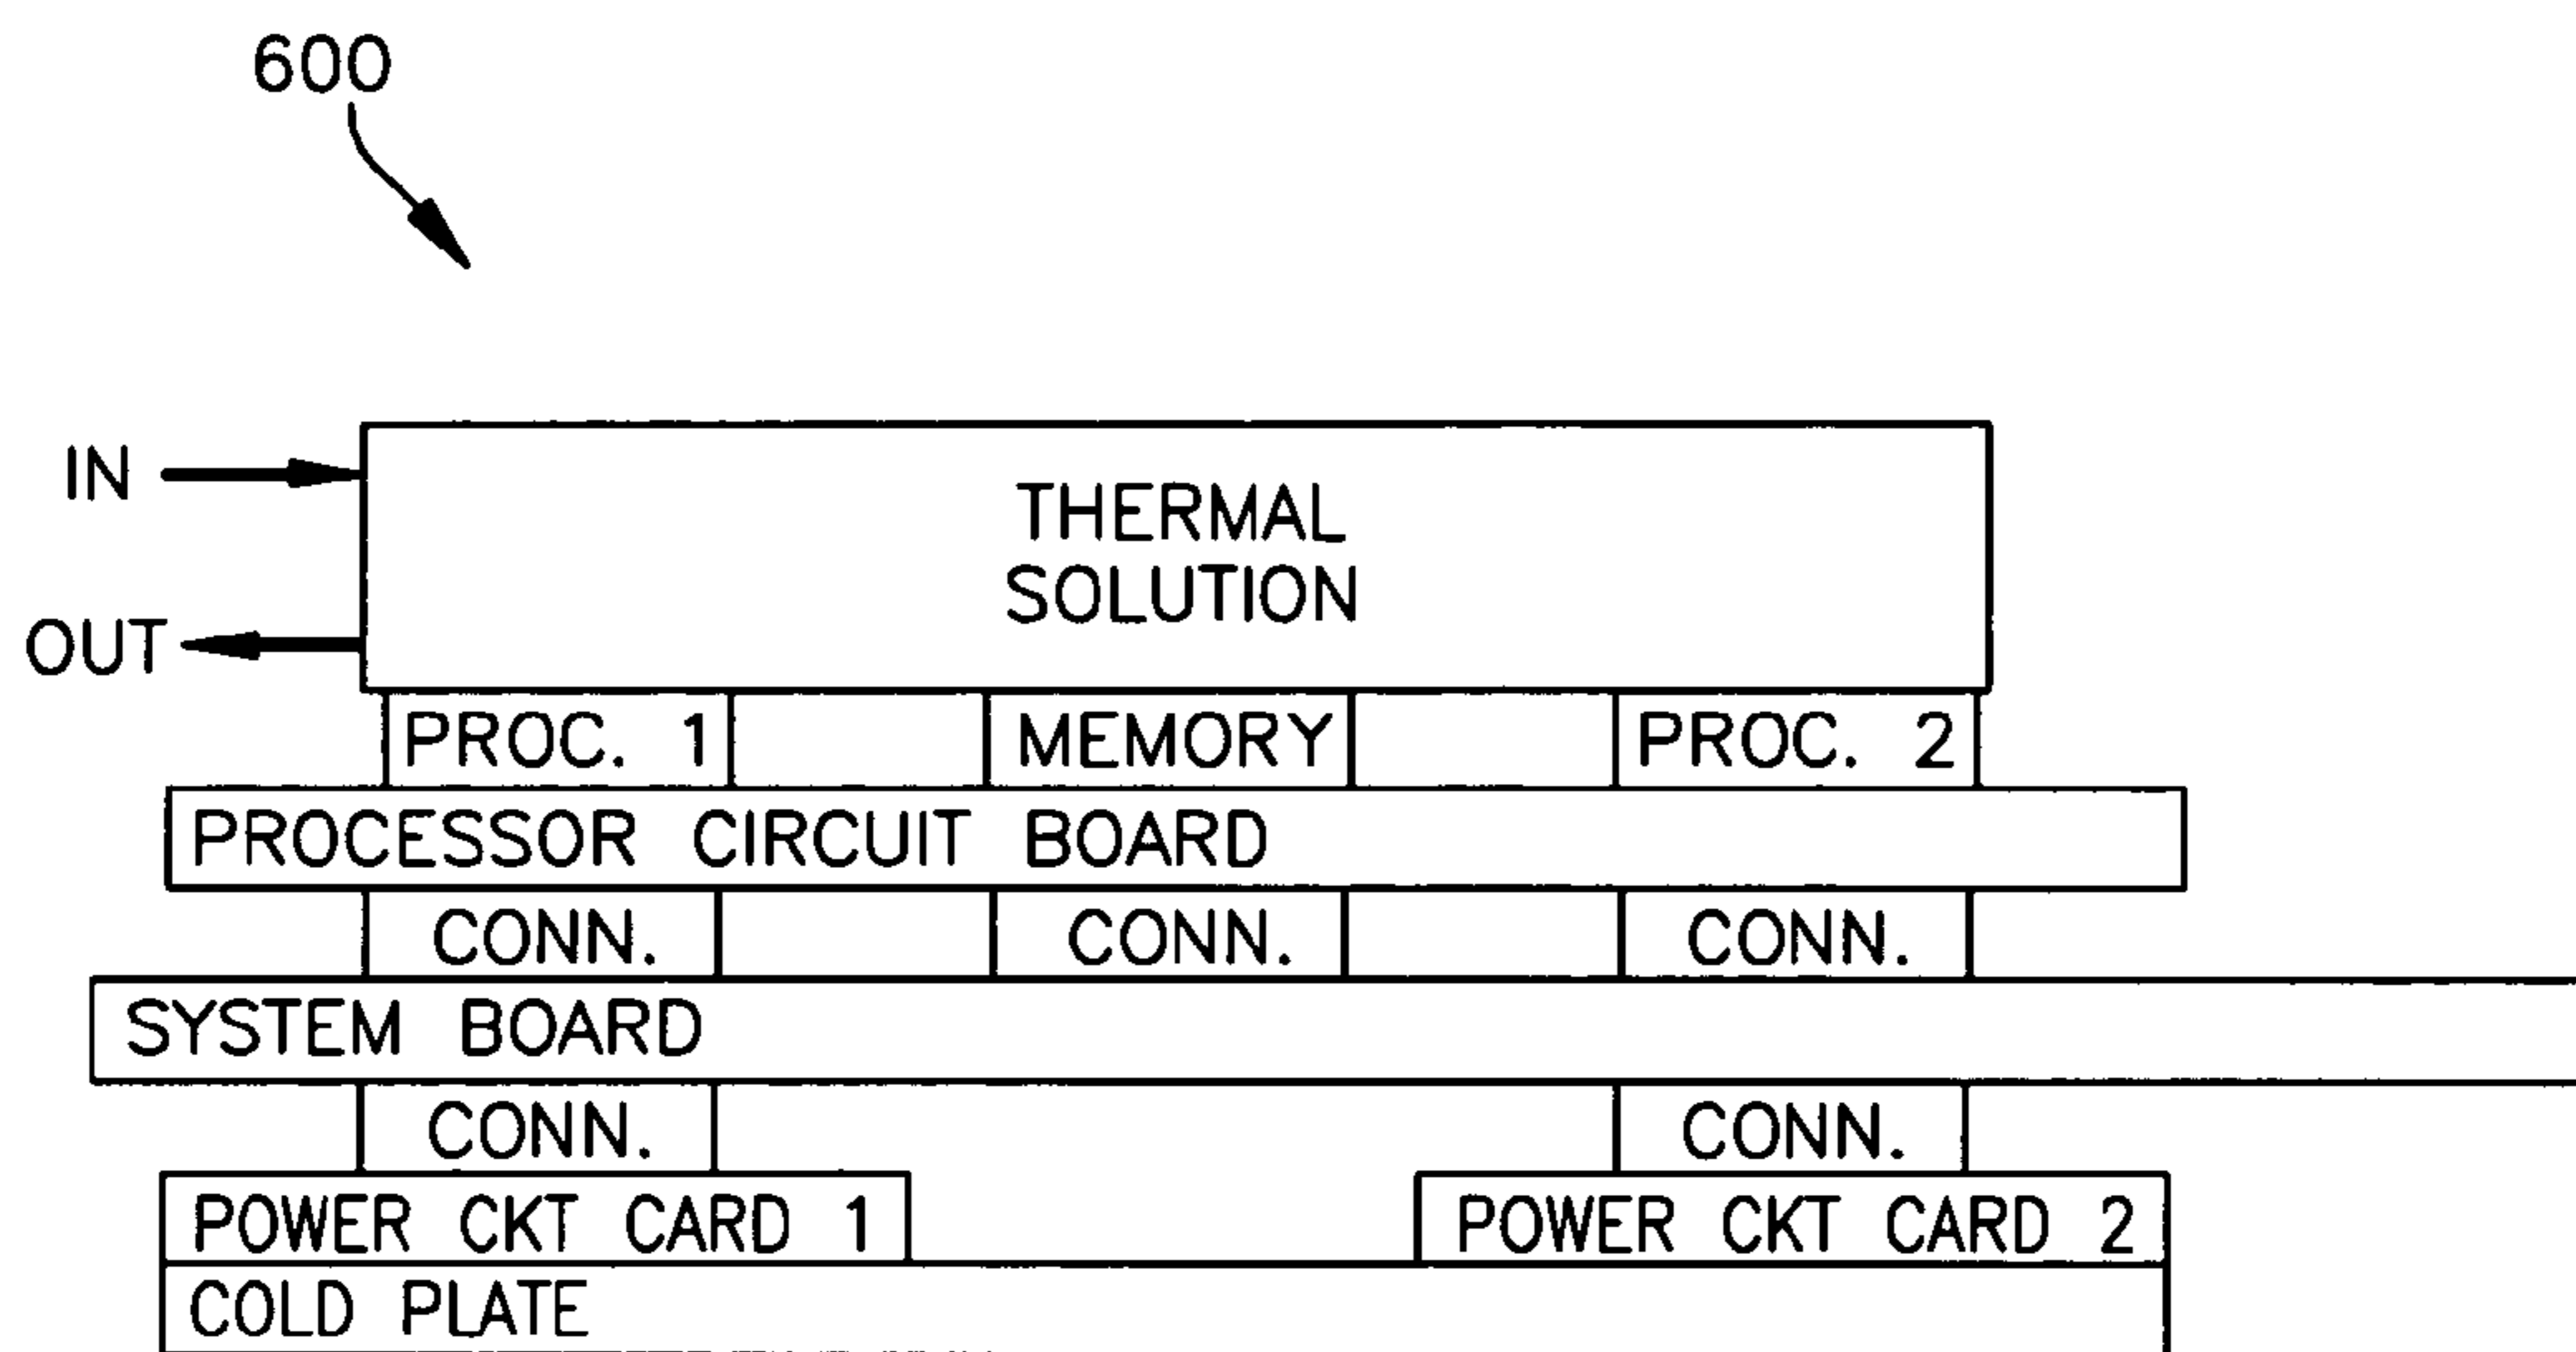 600
IN
THERMAL
SOLUTION
OUT
PROC. 1 MEMORY PROC. 2
PROCESSOR CIRCUIT BOARD
CONN. CONN. CONN.
SYSTEM BOARD
CONN. CONN.
POWER CKT CARD 1 POWER CKT CARD 2
COLD PLATE